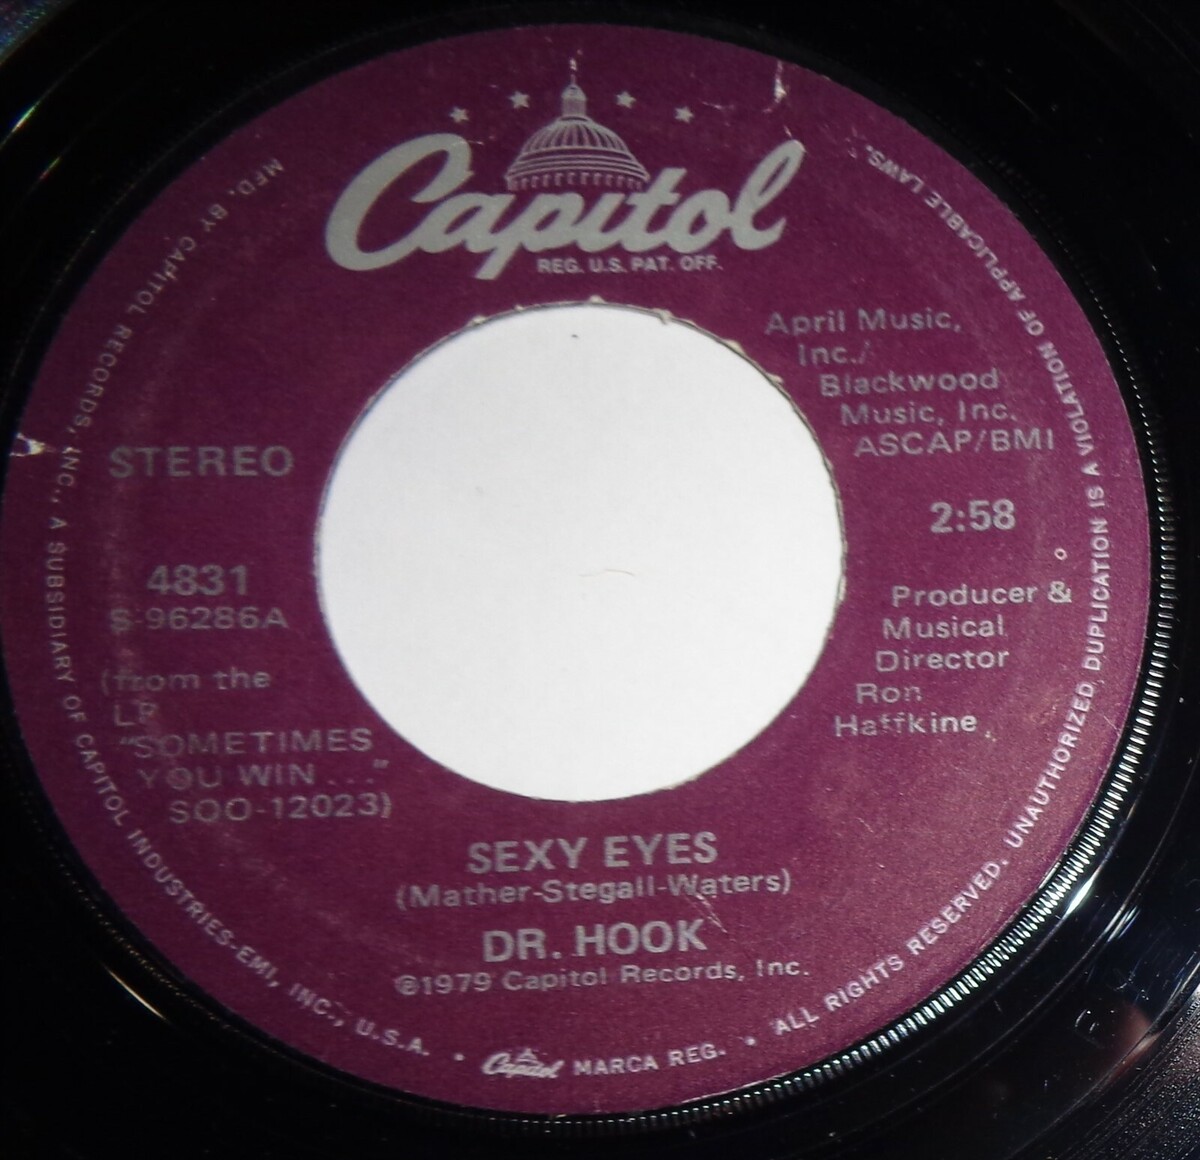 Capitol
REG. U.S. PAT. OFF.
April Music,
Inc./
Blackwood
Music, Inc.
ASCAP/BMI
STEREO
2:58
4831
S-96286A
Producer &
Musical
Director
Ron
Haffkine
(from the
LP
"SOMETIMES
YOU WIN ..."
SOO-12023)
SEXY EYES
(Mather-Stegall-Waters)
DR. HOOK
℗1979 Capitol Records, Inc.
MFD. BY CAPITOL RECORDS, INC., A SUBSIDIARY OF CAPITOL INDUSTRIES-EMI, INC., U.S.A. • Capitol MARCA REG. • ALL RIGHTS RESERVED. UNAUTHORIZED DUPLICATION IS A VIOLATION OF APPLICABLE LAWS.